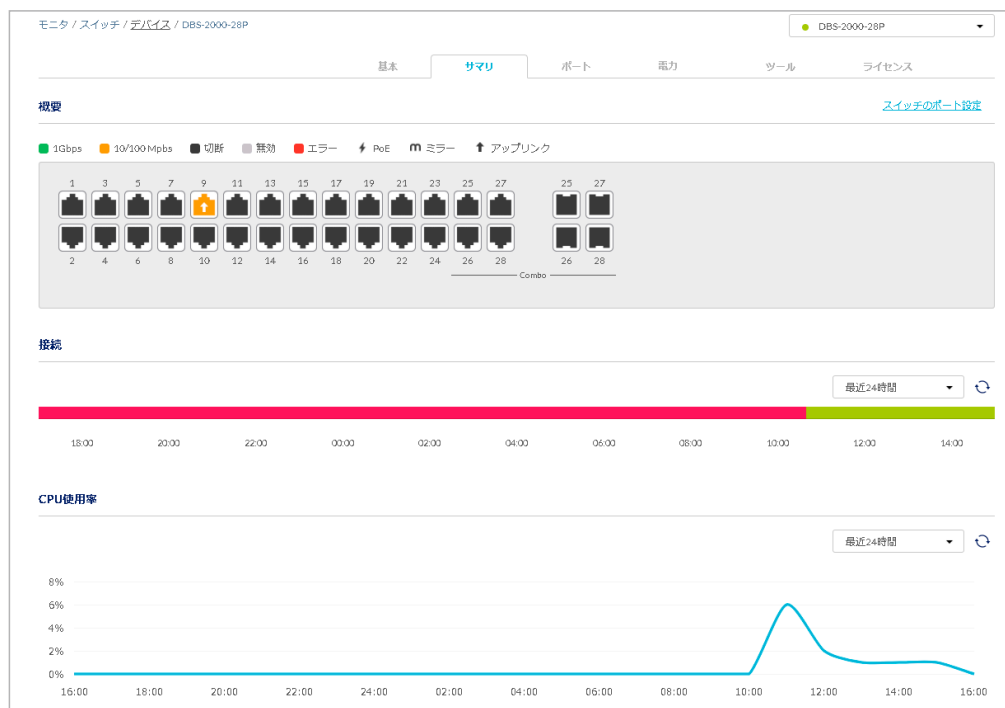 モニタ / スイッチ / デバイス / DBS-2000-28P
DBS-2000-28P
基本 サマリ ポート 電力 ツール ライセンス
概要 スイッチのポート設定
1Gbps 10/100 Mpbs 切断 無効 エラー PoE m ミラー アップリンク
1 3 5 7 9 11 13 15 17 19 21 23 25 27 25 27
2 4 6 8 10 12 14 16 18 20 22 24 26 28 26 28
Combo
接続
最近24時間
18:00 20:00 22:00 00:00 02:00 04:00 06:00 08:00 10:00 12:00 14:00
CPU使用率
最近24時間
8%
6%
4%
2%
0%
16:00 18:00 20:00 22:00 24:00 02:00 04:00 06:00 08:00 10:00 12:00 14:00 16:00